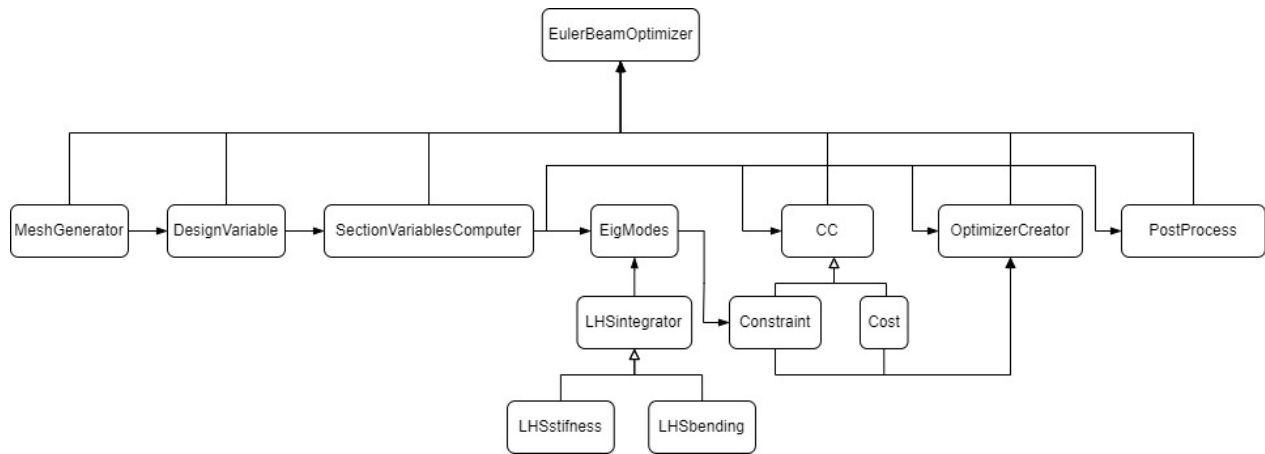 EulerBeamOptimizer
MeshGenerator
DesignVariable
SectionVariablesComputer
EigModes
CC
OptimizerCreator
PostProcess
LHSintegrator
Constraint
Cost
LHSstifness
LHSbending